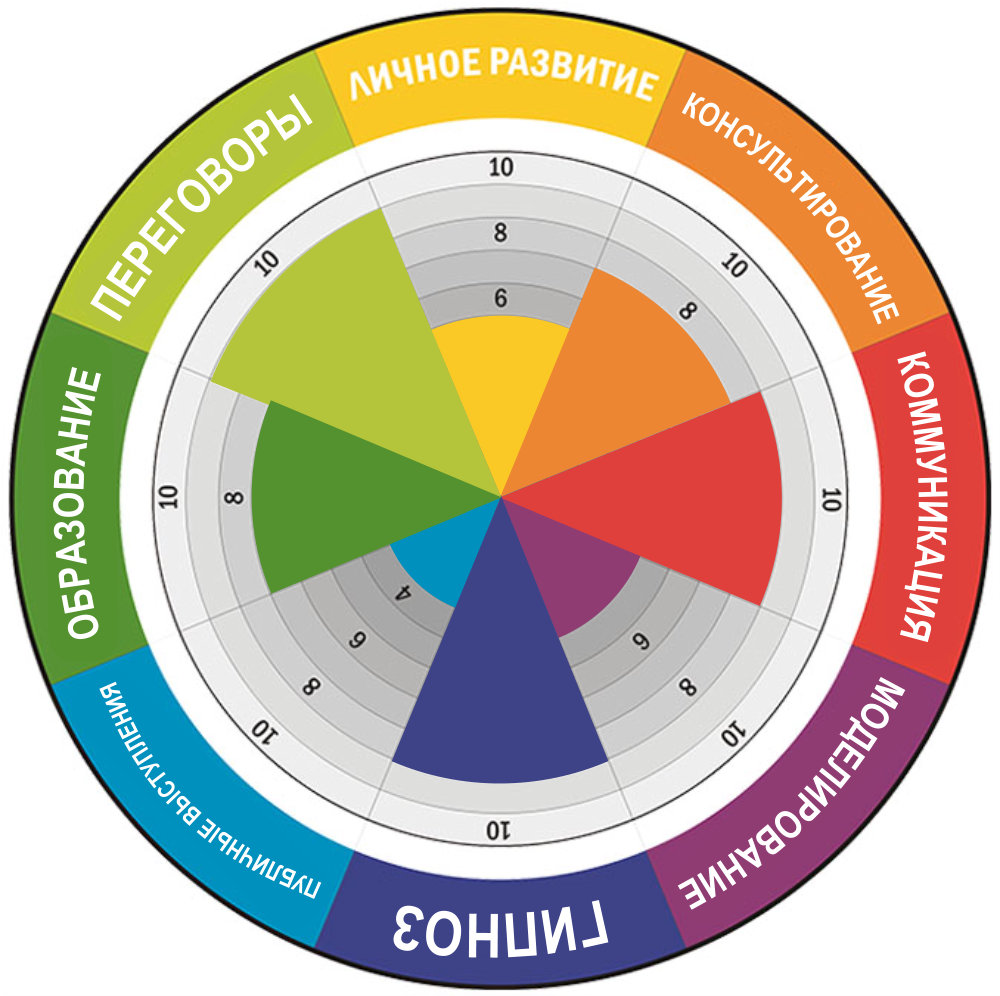 ЛИЧНОЕ РАЗВИТИЕ
КОНСУЛЬТИРОВАНИЕ
КОММУНИКАЦИЯ
МОДЕЛИРОВАНИЕ
ГИПНОЗ
ПУБЛИЧНЫЕ ВЫСТУПЛЕНИЯ
ОБРАЗОВАНИЕ
ПЕРЕГОВОРЫ
10
8
6
10
8
10
10
8
6
10
10
8
6
4
10
8
10